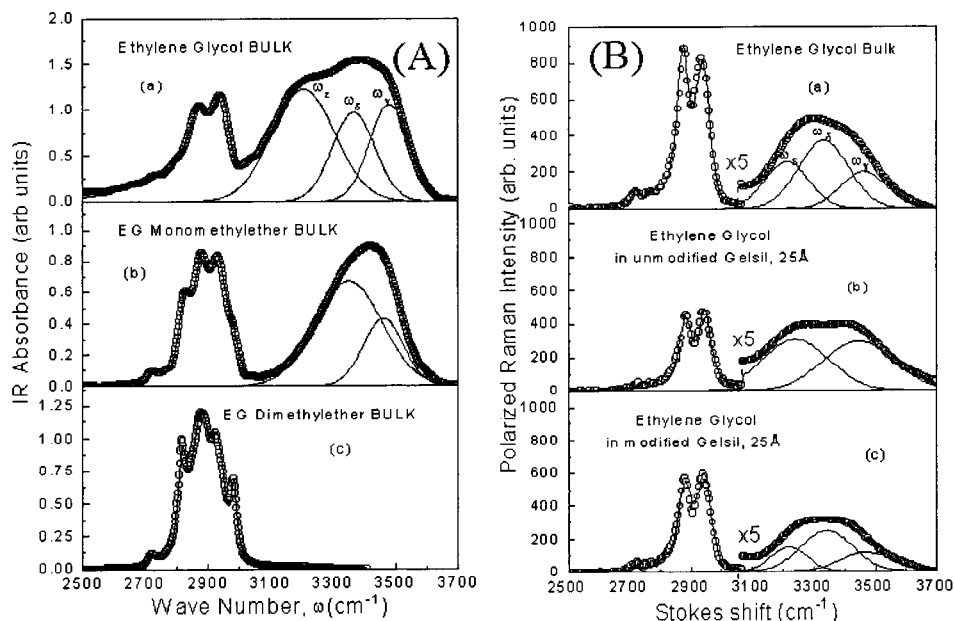 (A)
IR Absorbance (arb units)
2.0
1.5
1.0
0.5
0.0
Ethylene Glycol BULK
(a)
ωε
ωδ
ωγ
1.0
0.8
0.6
0.4
0.2
0.0
EG Monomethylether BULK
(b)
1.25
1.00
0.75
0.50
0.25
0.00
EG Dimethylether BULK
(c)
2500 2900 3100 3300 3500 3700
Wave Number, ω(cm⁻¹)
(B)
Polarized Raman Intensity (arb. units)
1000
800
600
400
200
0
Ethylene Glycol Bulk
(a)
x5
ωδ
ωγ
1000
800
600
400
200
0
Ethylene Glycol
in unmodified Gelsil, 25Å
(b)
x5
1000
800
600
400
200
0
Ethylene Glycol
in modified Gelsil, 25Å
(c)
x5
2500 2700 2900 3100 3300 3500 3700
Stokes shift (cm⁻¹)